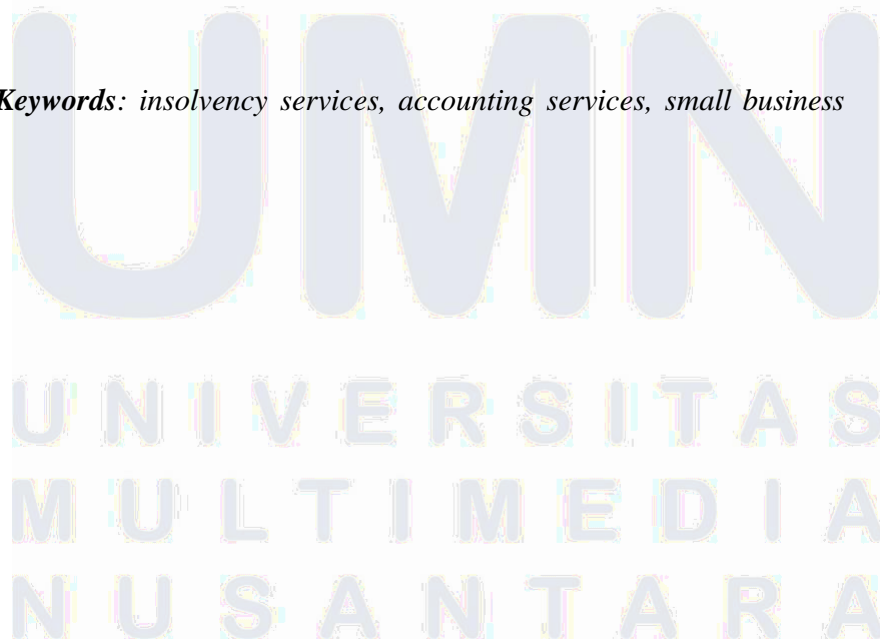 Keywords: insolvency services, accounting services, small business
UMN
UNIVERSITAS
MULTIMEDIA
NUSANTARA